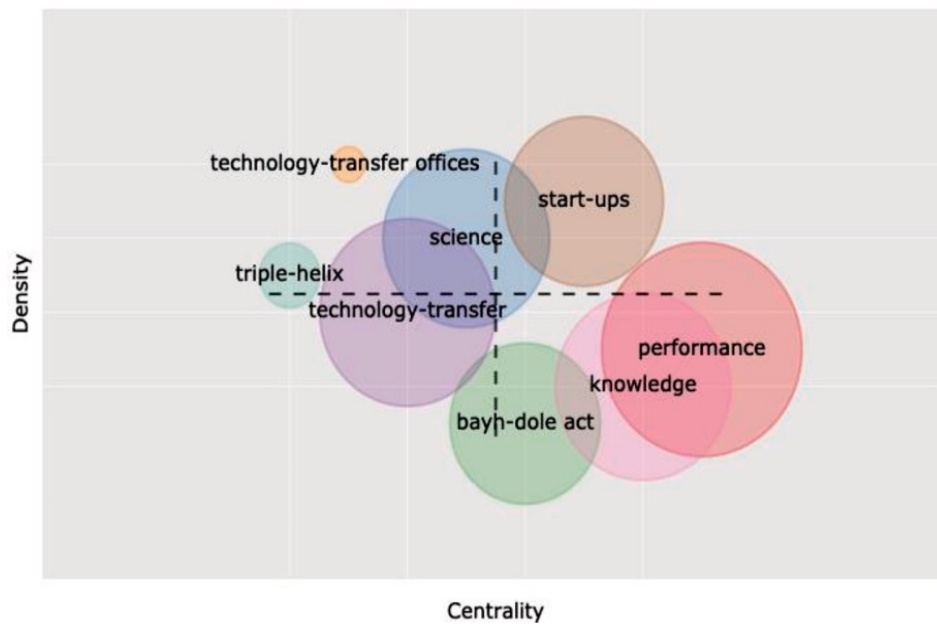 technology-transfer offices
start-ups
science
triple-helix
technology-transfer
performance
knowledge
bayh-dole act
Density
Centrality